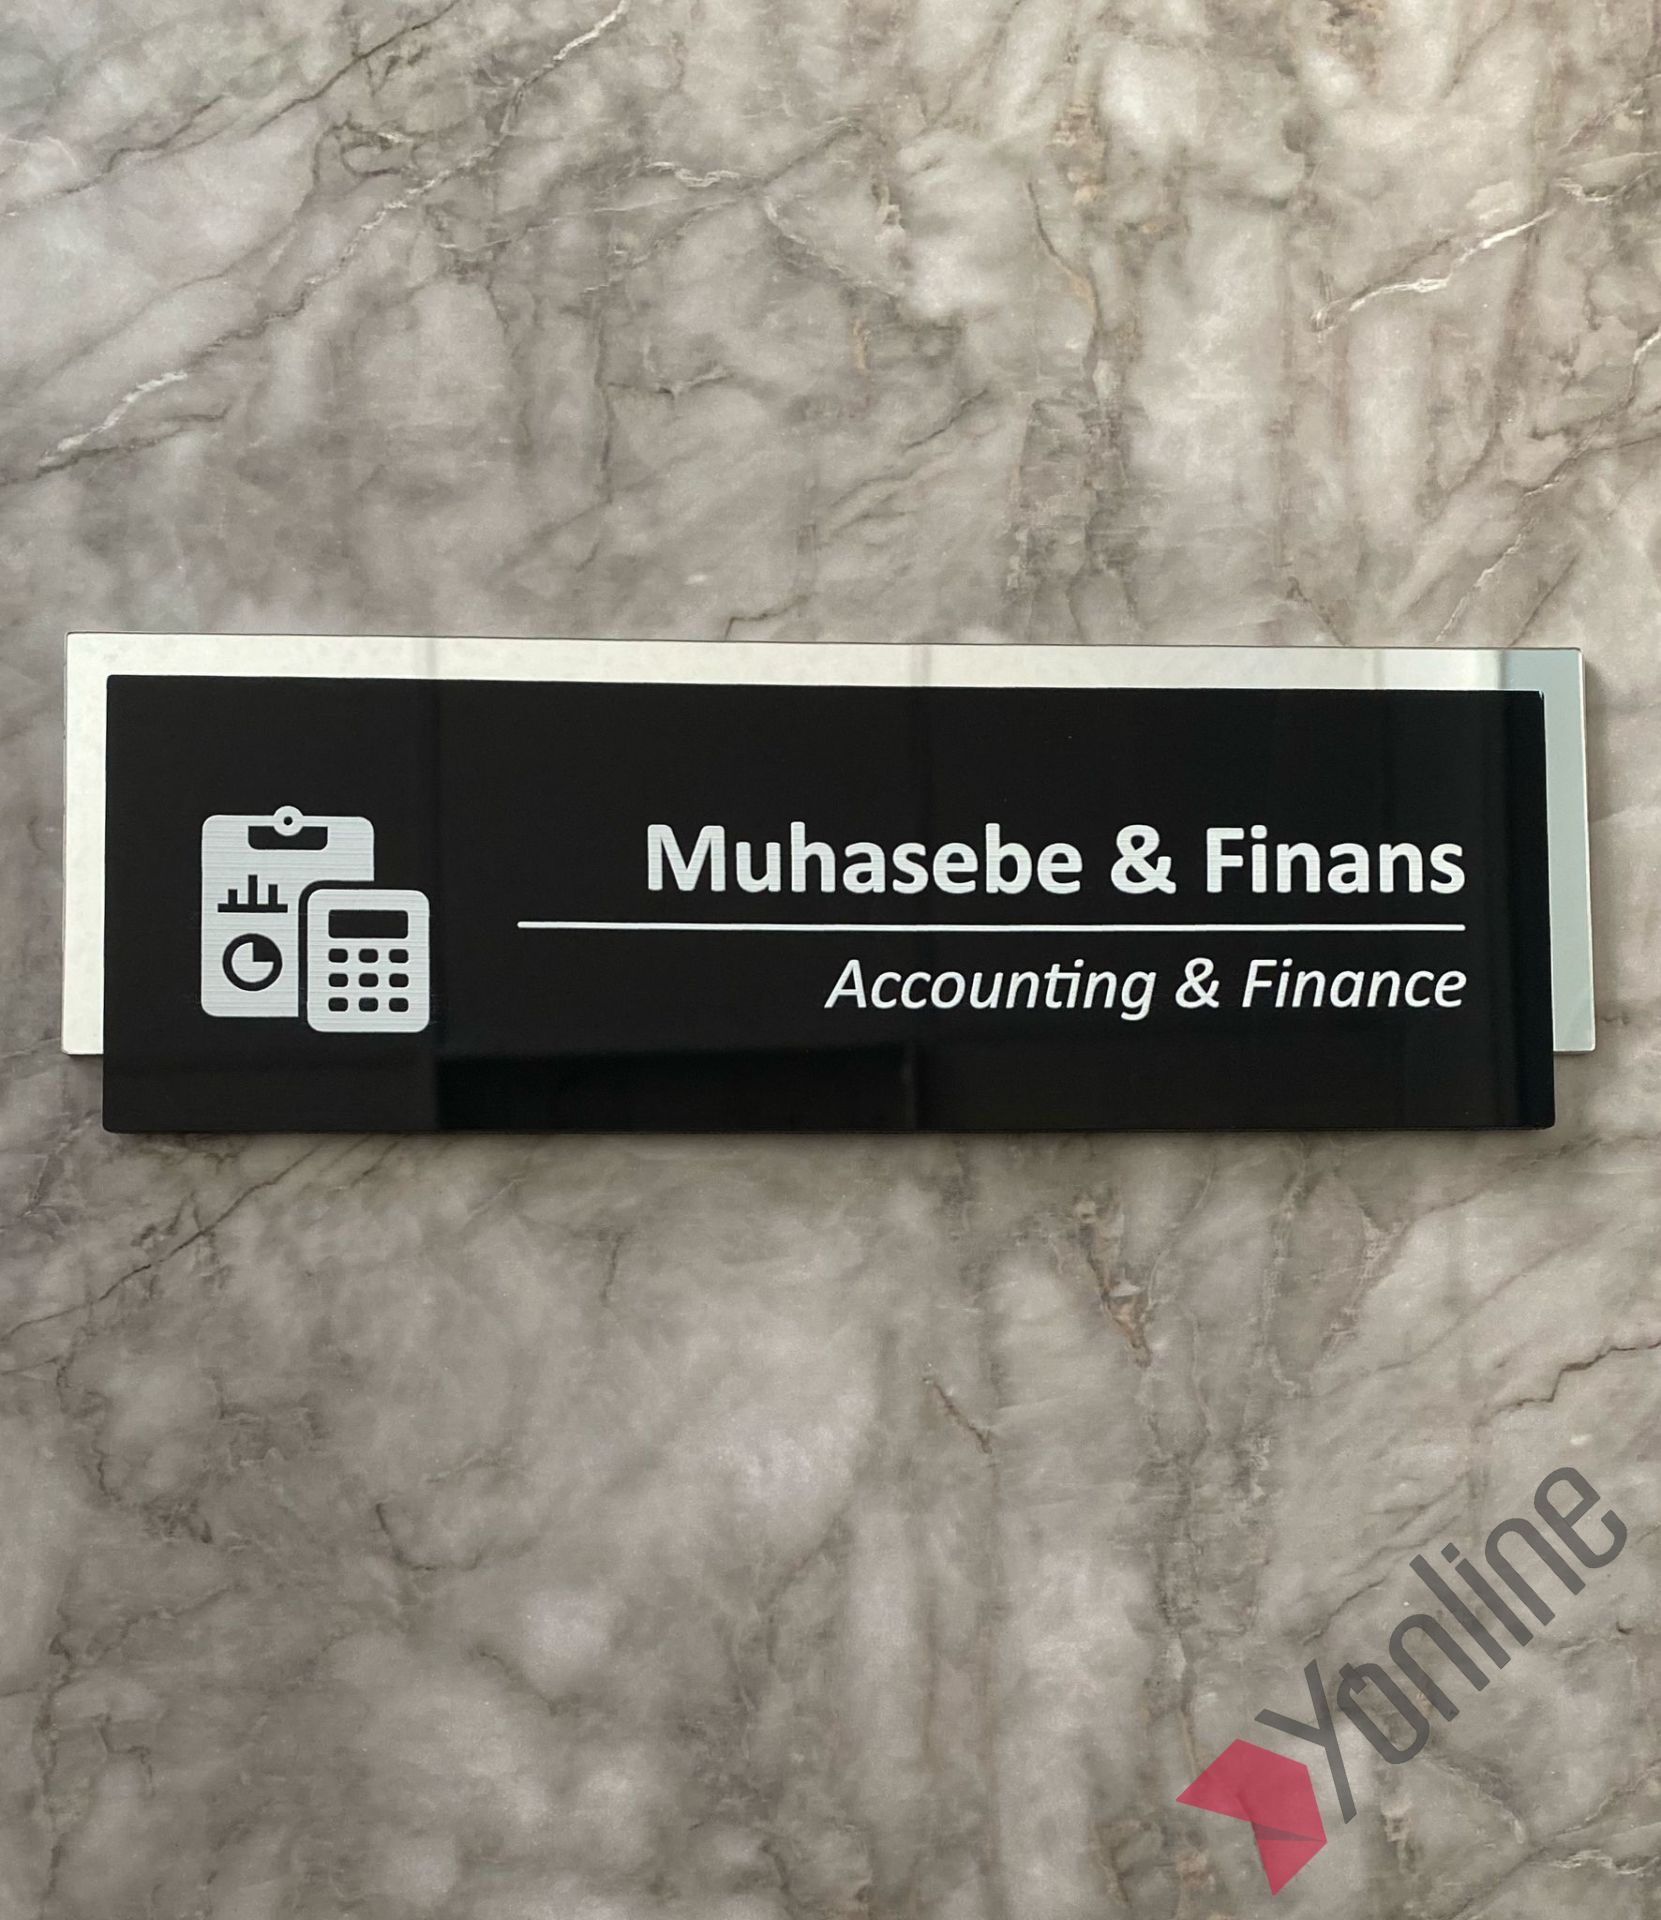 Muhasebe & Finans
Accounting & Finance
Yonline